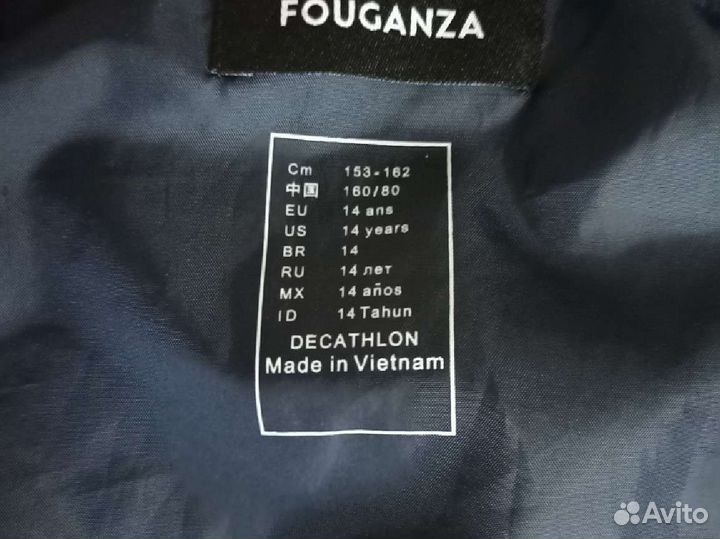 FOUGANZA
Cm 153-162
中国 160/80
EU 14 ans
US 14 years
BR 14
RU 14 лет
MX 14 años
ID 14 Tahun
DECATHLON
Made in Vietnam
Avito